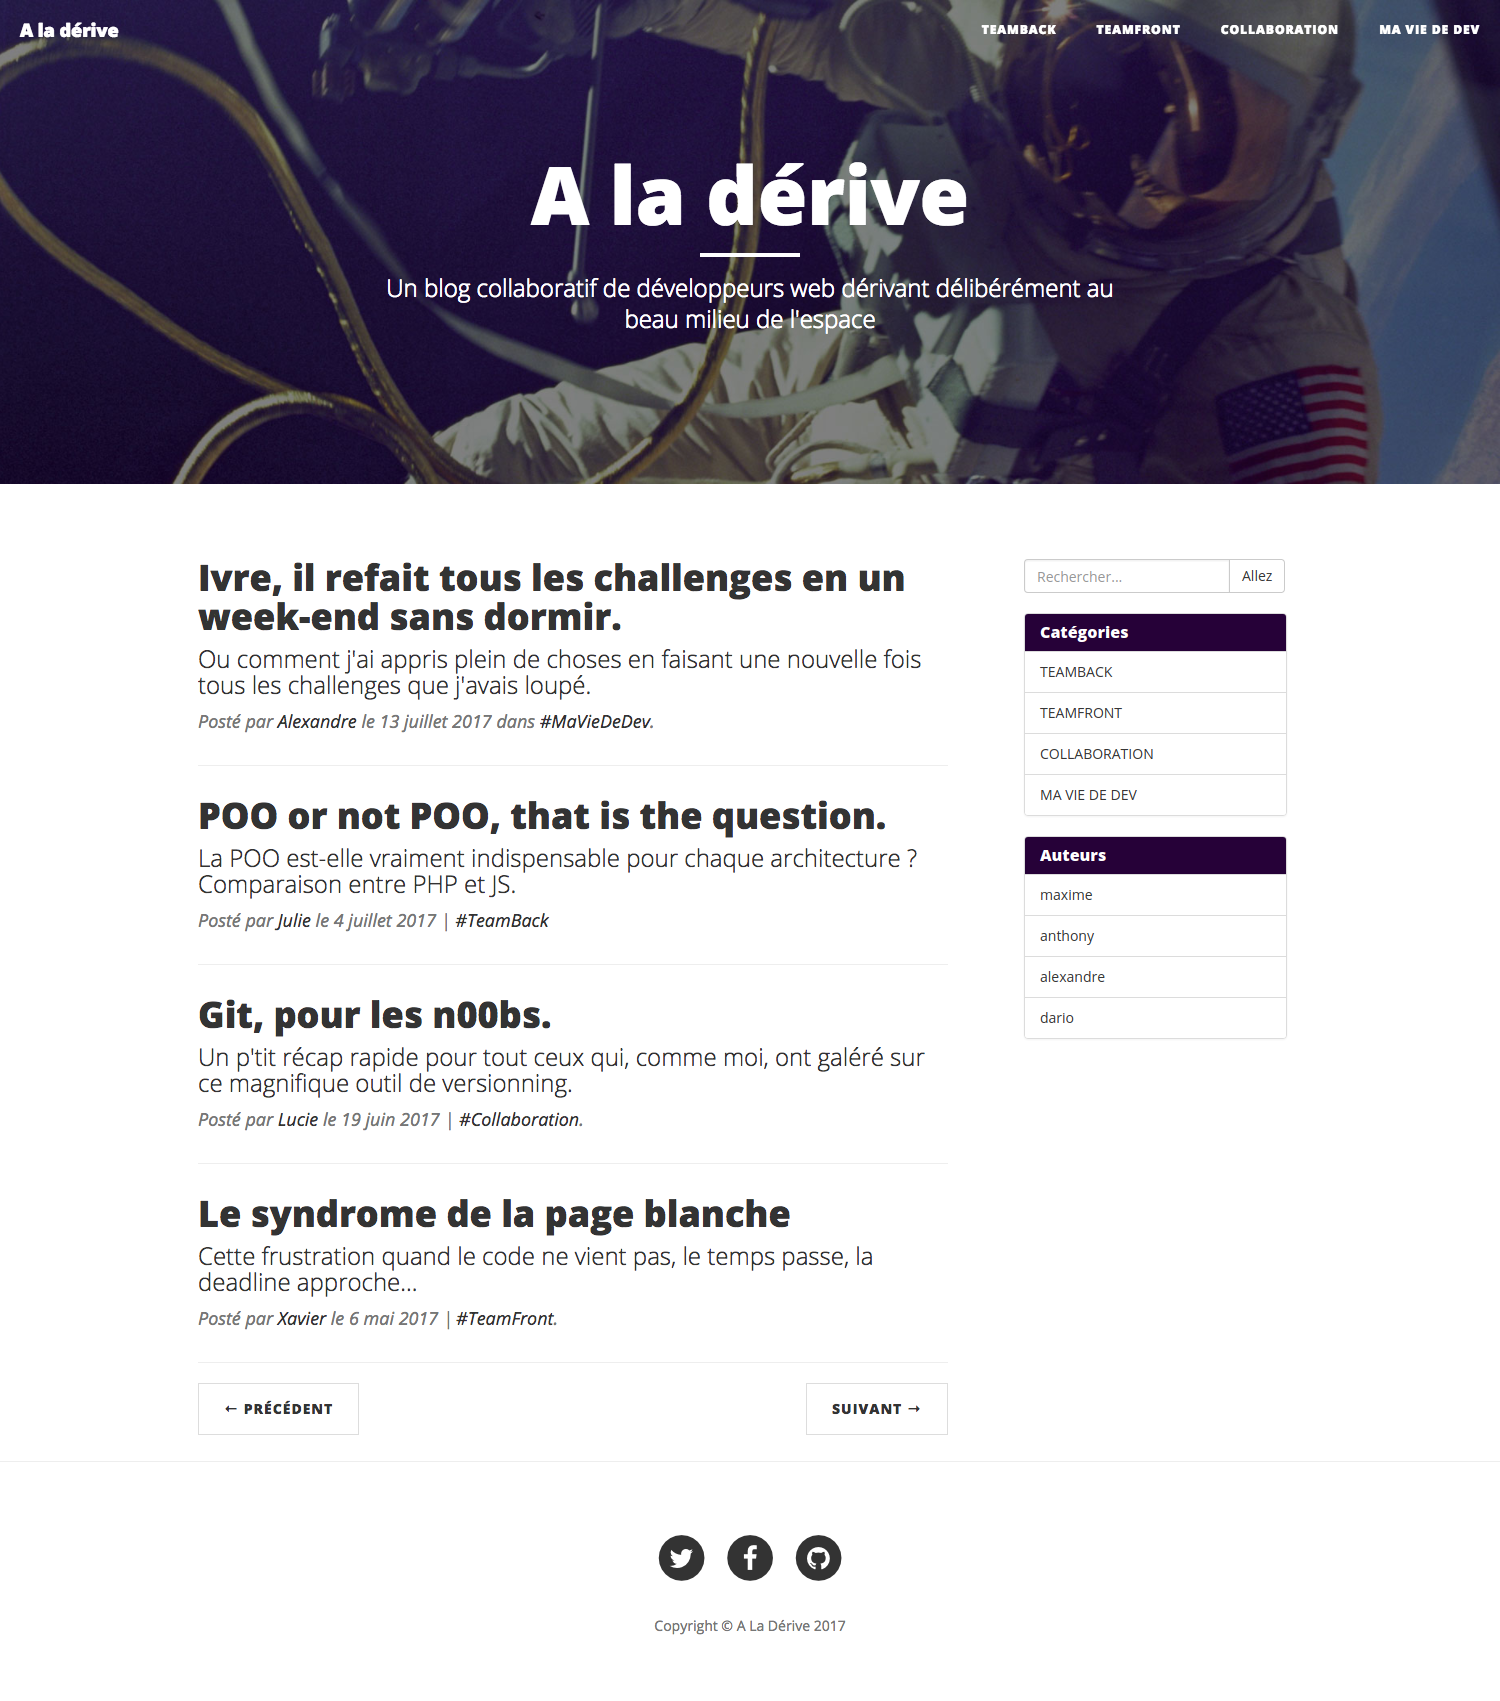 A la dérive
TEAMBACK TEAMFRONT COLLABORATION MA VIE DE DEV
A la dérive
Un blog collaboratif de développeurs web dérivant délibérément au
beau milieu de l'espace
Ivre, il refait tous les challenges en un
week-end sans dormir.
Ou comment j'ai appris plein de choses en faisant une nouvelle fois
tous les challenges que j'avais loupé.
Posté par Alexandre le 13 juillet 2017 dans #MaVieDeDev.
POO or not POO, that is the question.
La POO est-elle vraiment indispensable pour chaque architecture ?
Comparaison entre PHP et JS.
Posté par Julie le 4 juillet 2017 | #TeamBack
Git, pour les n00bs.
Un p'tit récap rapide pour tout ceux qui, comme moi, ont galéré sur
ce magnifique outil de versionning.
Posté par Lucie le 19 juin 2017 | #Collaboration.
Le syndrome de la page blanche
Cette frustration quand le code ne vient pas, le temps passe, la
deadline approche...
Posté par Xavier le 6 mai 2017 | #TeamFront.
← PRÉCÉDENT
SUIVANT →
Rechercher...
Allez
Catégories
TEAMBACK
TEAMFRONT
COLLABORATION
MA VIE DE DEV
Auteurs
maxime
anthony
alexandre
dario
Copyright © A La Dérive 2017